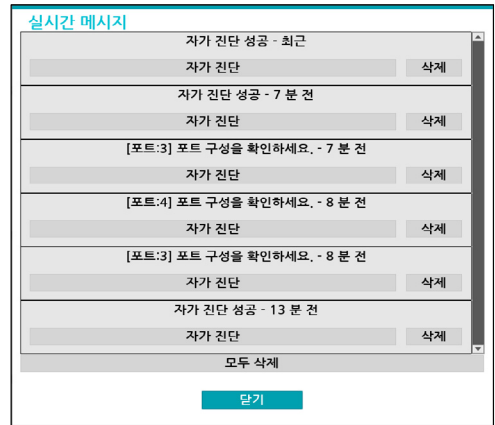 실시간 메시지
자가 진단 성공 - 최근
자가 진단 삭제
자가 진단 성공 - 7 분 전
자가 진단 삭제
[포트:3] 포트 구성을 확인하세요. - 7 분 전
자가 진단 삭제
[포트:4] 포트 구성을 확인하세요. - 8 분 전
자가 진단 삭제
[포트:3] 포트 구성을 확인하세요. - 8 분 전
자가 진단 삭제
자가 진단 성공 - 13 분 전
자가 진단 삭제
모두 삭제
닫기